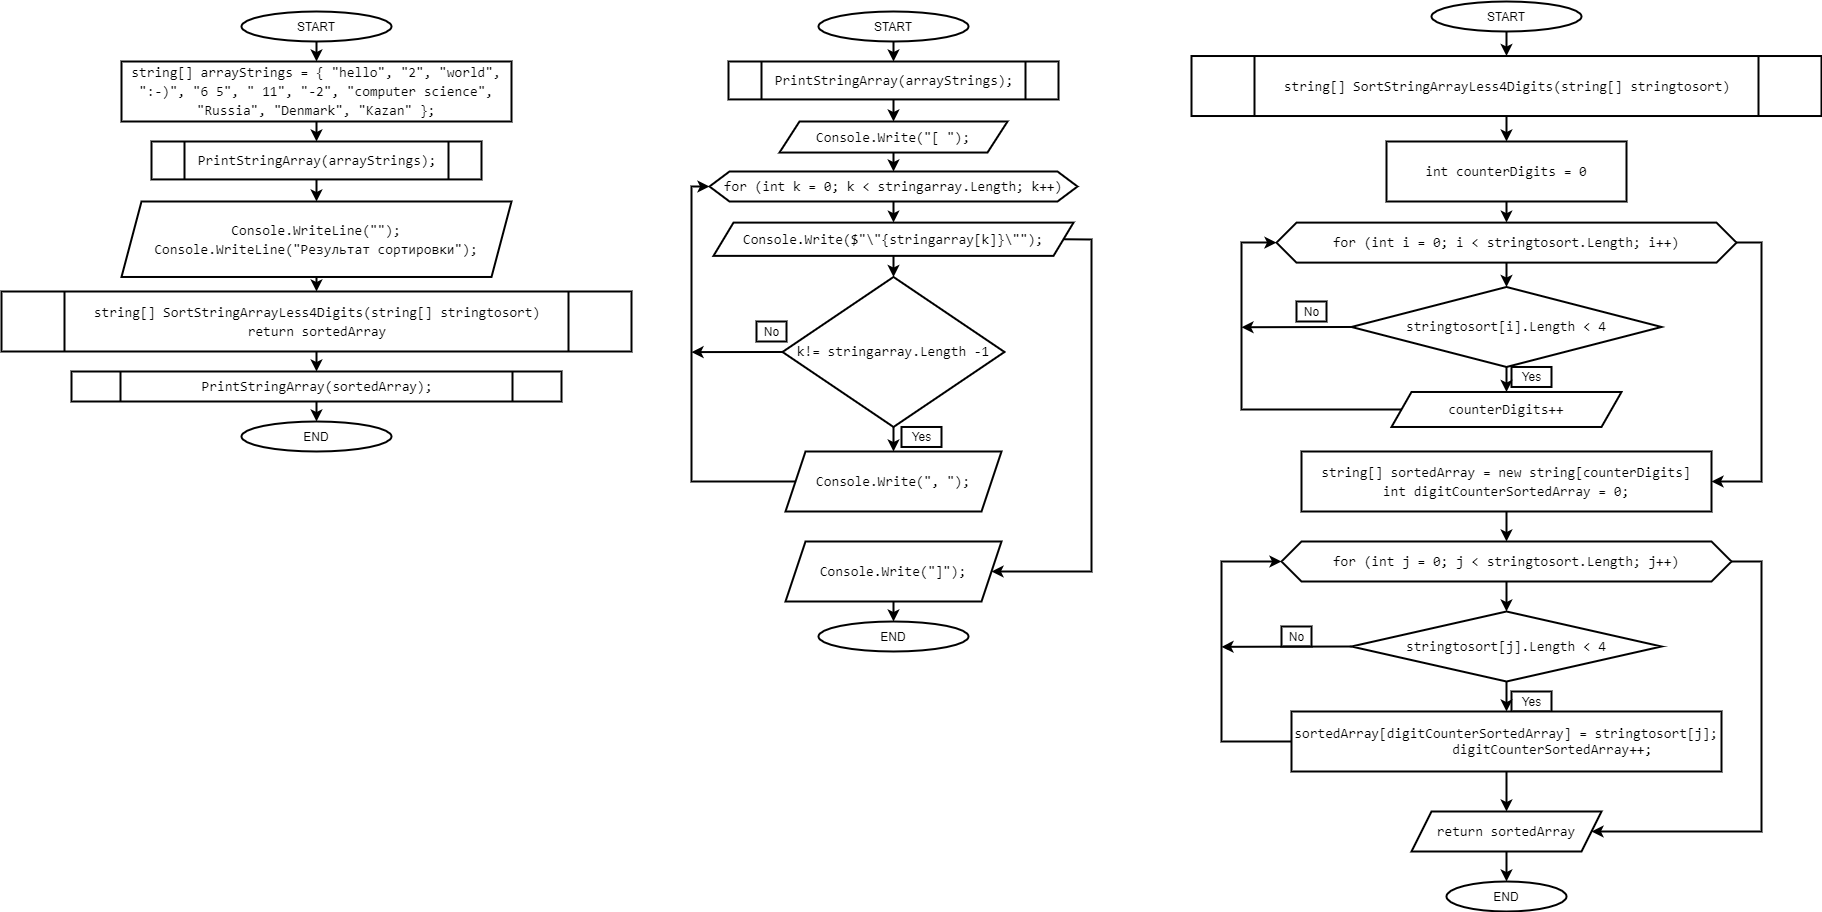 START
string[] arrayStrings = { "hello", "2", "world",
":-)", "6 5", " 11", "-2", "computer science",
"Russia", "Denmark", "Kazan" };
PrintStringArray(arrayStrings);
Console.WriteLine("");
Console.WriteLine("Результат сортировки");
string[] SortStringArrayLess4Digits(string[] stringtosort)
return sortedArray
PrintStringArray(sortedArray);
END
START
PrintStringArray(arrayStrings);
Console.Write("[ ");
for (int k = 0; k < stringarray.Length; k++)
Console.Write($"\"{stringarray[k]}\"");
No
k!= stringarray.Length -1
Yes
Console.Write(", ");
Console.Write("]");
END
START
string[] SortStringArrayLess4Digits(string[] stringtosort)
int counterDigits = 0
for (int i = 0; i < stringtosort.Length; i++)
No
stringtosort[i].Length < 4
Yes
counterDigits++
string[] sortedArray = new string[counterDigits]
int digitCounterSortedArray = 0;
for (int j = 0; j < stringtosort.Length; j++)
No
stringtosort[j].Length < 4
Yes
sortedArray[digitCounterSortedArray] = stringtosort[j];
digitCounterSortedArray++;
return sortedArray
END